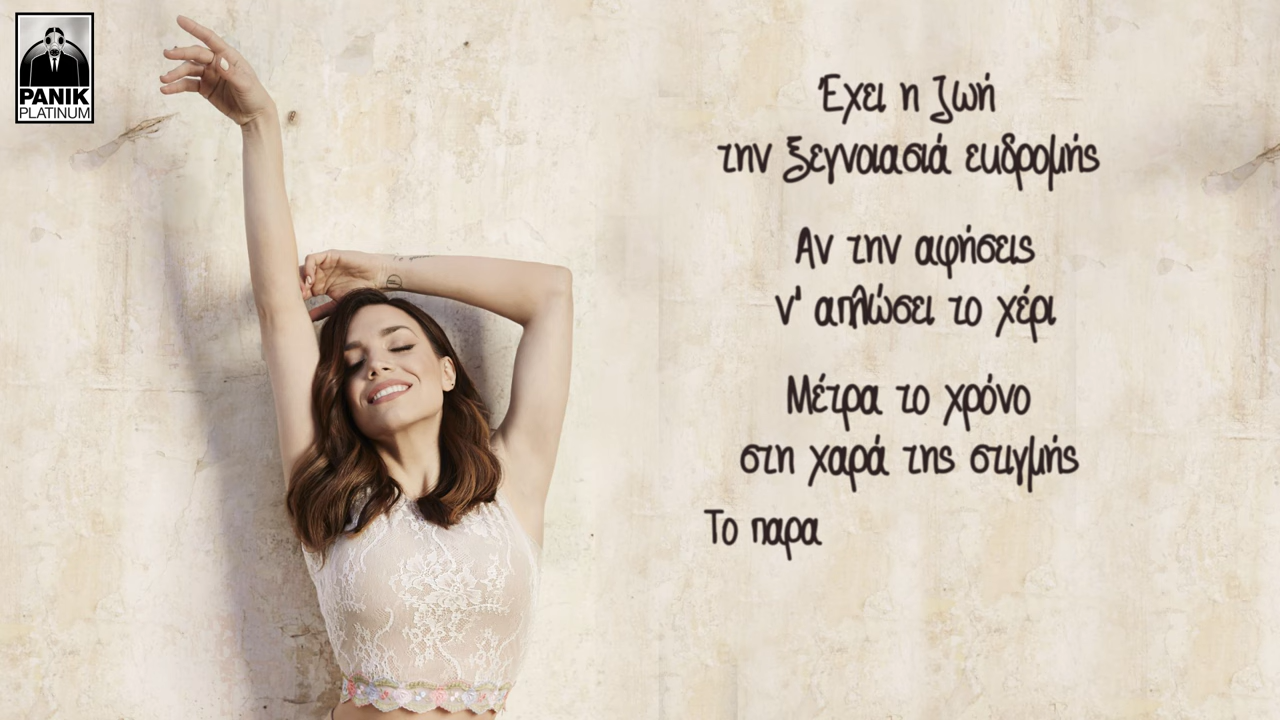 PANIK
PLATINUM
Έχει η ζωή
την ξεγνοιασιά εκδρομής
Αν την αφήσεις
ν' απλώσει το χέρι
Μέτρα το χρόνο
στη χαρά της στιγμής
Το παρα